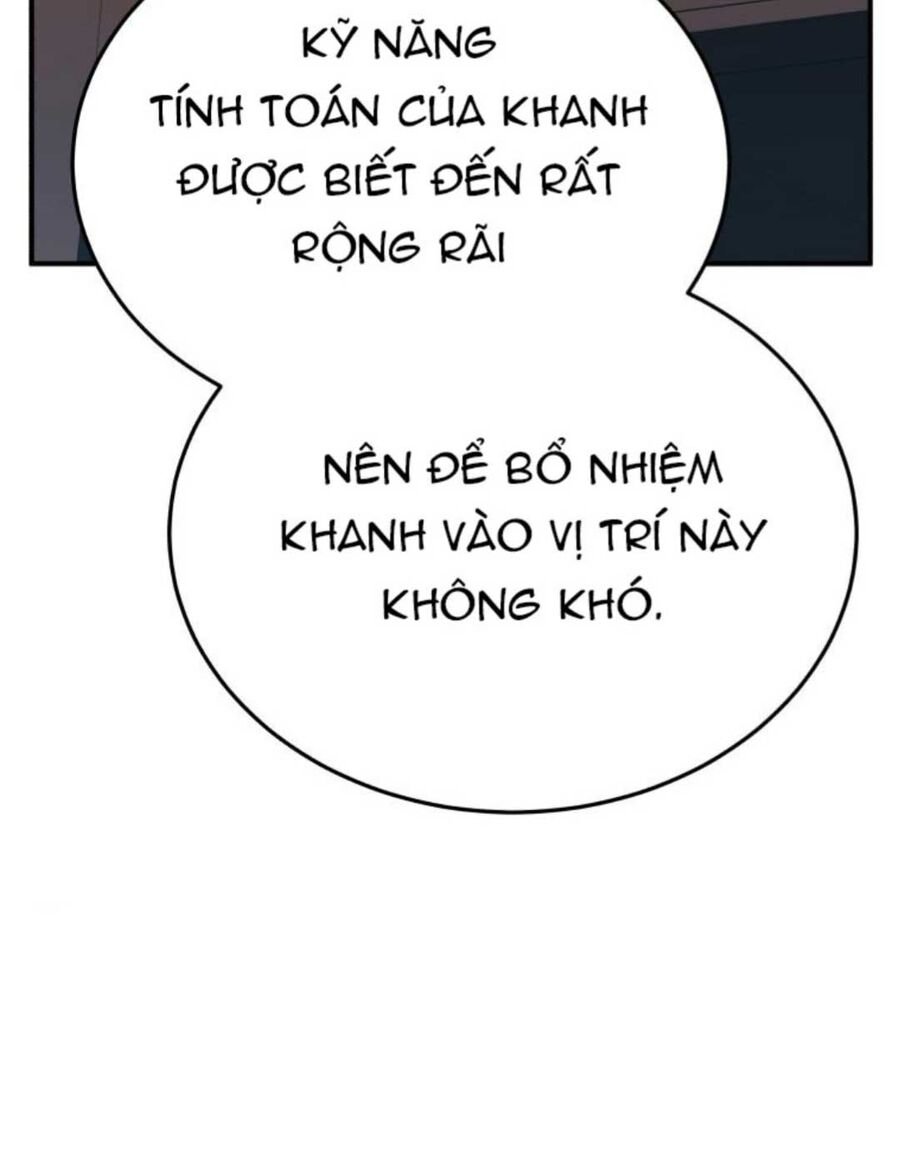 KỸ NĂNG
TÍNH TOÁN CỦA KHANH
ĐƯỢC BIẾT ĐẾN RẤT
RỘNG RÃI
NÊN ĐỂ BỔ NHIỆM
KHANH VÀO VỊ TRÍ NÀY
KHÔNG KHÓ.